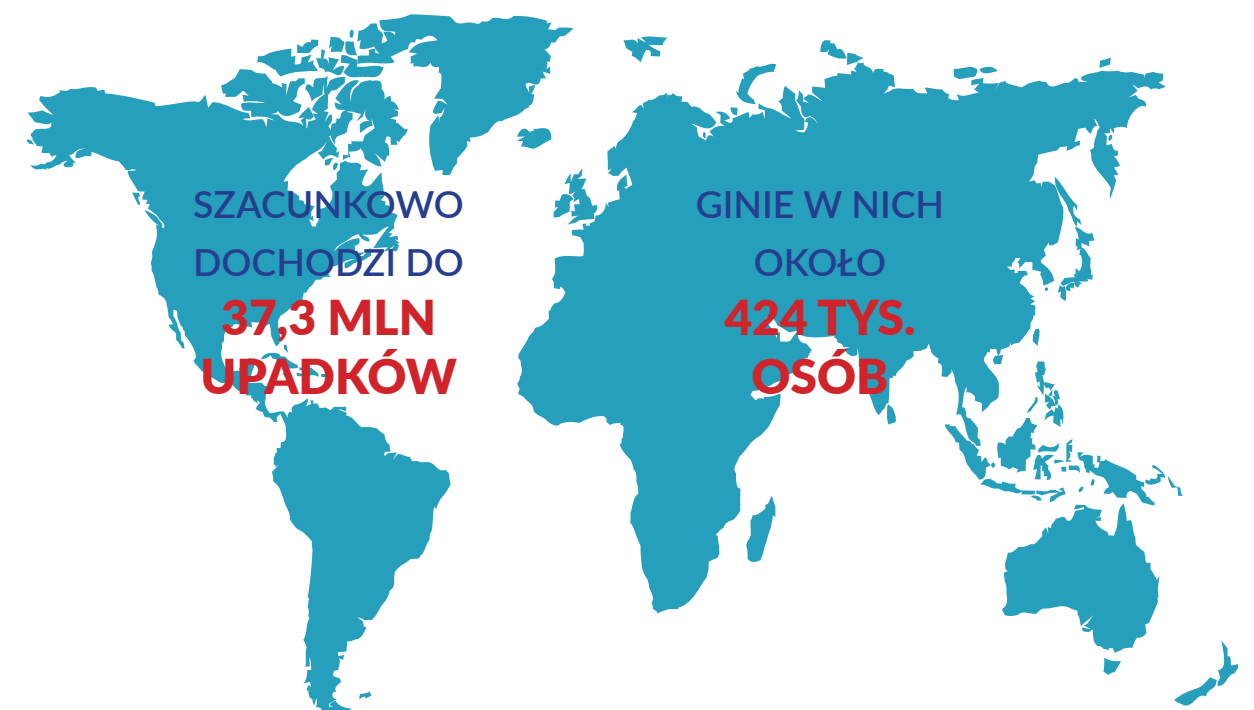 SZACUNKOWO
DOCHODZI DO
37,3 MLN
UPADKÓW
GINIE W NICH
OKOŁO
424 TYS.
OSÓB